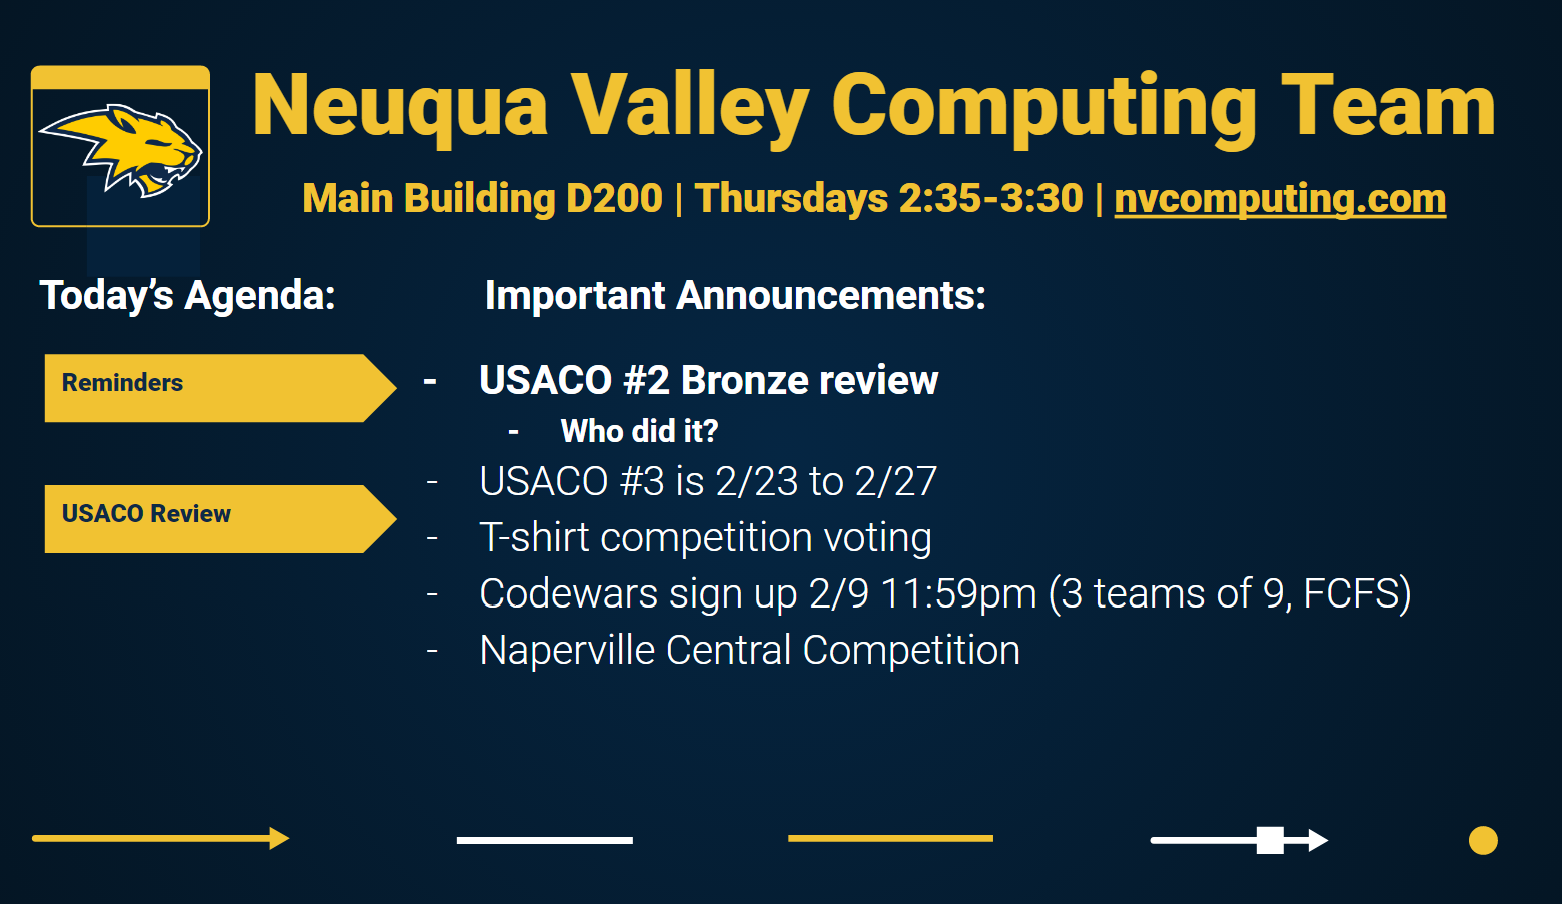 Neuqua Valley Computing Team
Main Building D200 | Thursdays 2:35-3:30 | nvcomputing.com
Today’s Agenda:
Reminders
USACO Review
Important Announcements:
- USACO #2 Bronze review
- Who did it?
- USACO #3 is 2/23 to 2/27
- T-shirt competition voting
- Codewars sign up 2/9 11:59pm (3 teams of 9, FCFS)
- Naperville Central Competition